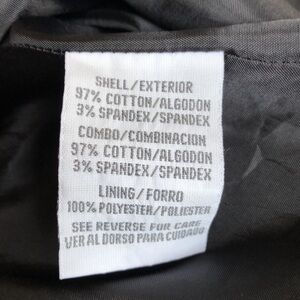 SHELL/EXTERIOR
97% COTTON/ALGODON
3% SPANDEX/SPANDEX
COMBO/COMBINACION
97% COTTON/ALGODON
3% SPANDEX/SPANDEX
LINING/FORRO
100% POLYESTER/POLIESTER
SEE REVERSE FOR CARE
VER AL DORSO PARA CUIDADO